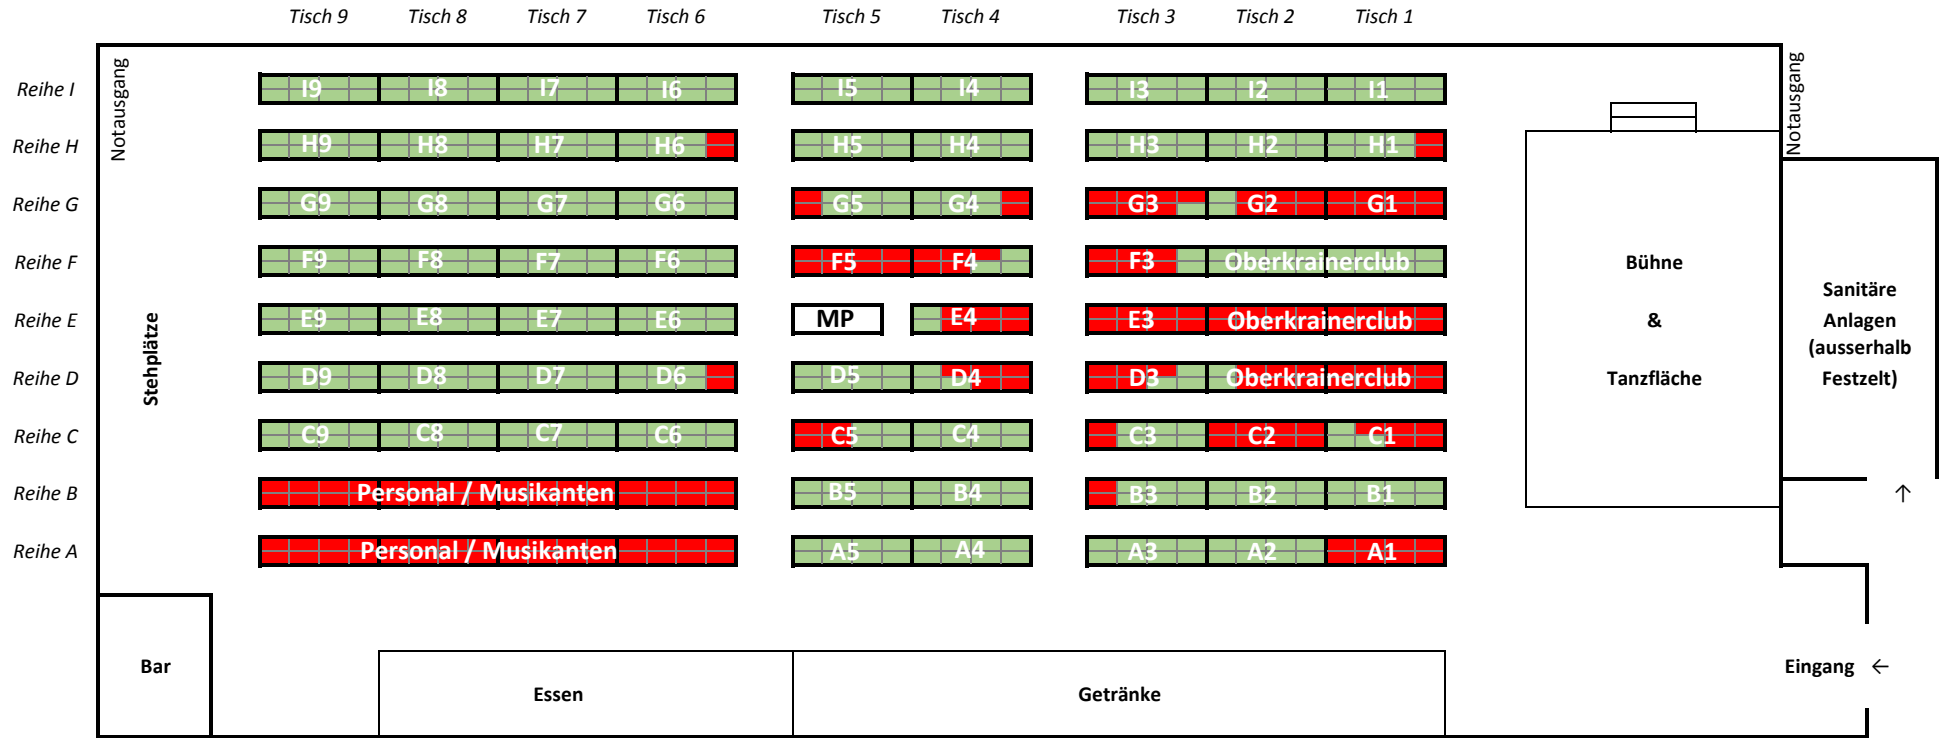 Tisch 9 Tisch 8 Tisch 7 Tisch 6 Tisch 5 Tisch 4 Tisch 3 Tisch 2 Tisch 1
Notausgang
Notausgang
Reihe I I9 I8 I7 I6 I5 I4 I3 I2 I1
Reihe H H9 H8 H7 H6 H5 H4 H3 H2 H1
Reihe G G9 G8 G7 G6 G5 G4 G3 G2 G1
Reihe F F9 F8 F7 F6 F5 F4 F3 Oberkrainerclub
Reihe E E9 E8 E7 E6 MP E4 E3 Oberkrainerclub
Reihe D D9 D8 D7 D6 D5 D4 D3 Oberkrainerclub
Reihe C C9 C8 C7 C6 C5 C4 C3 C2 C1
Reihe B Personal / Musikanten B5 B4 B3 B2 B1
Reihe A Personal / Musikanten A5 A4 A3 A2 A1
Stehplätze
Bühne
&
Tanzfläche
Sanitäre
Anlagen
(ausserhalb
Festzelt)
↑
Bar
Essen
Getränke
Eingang ←